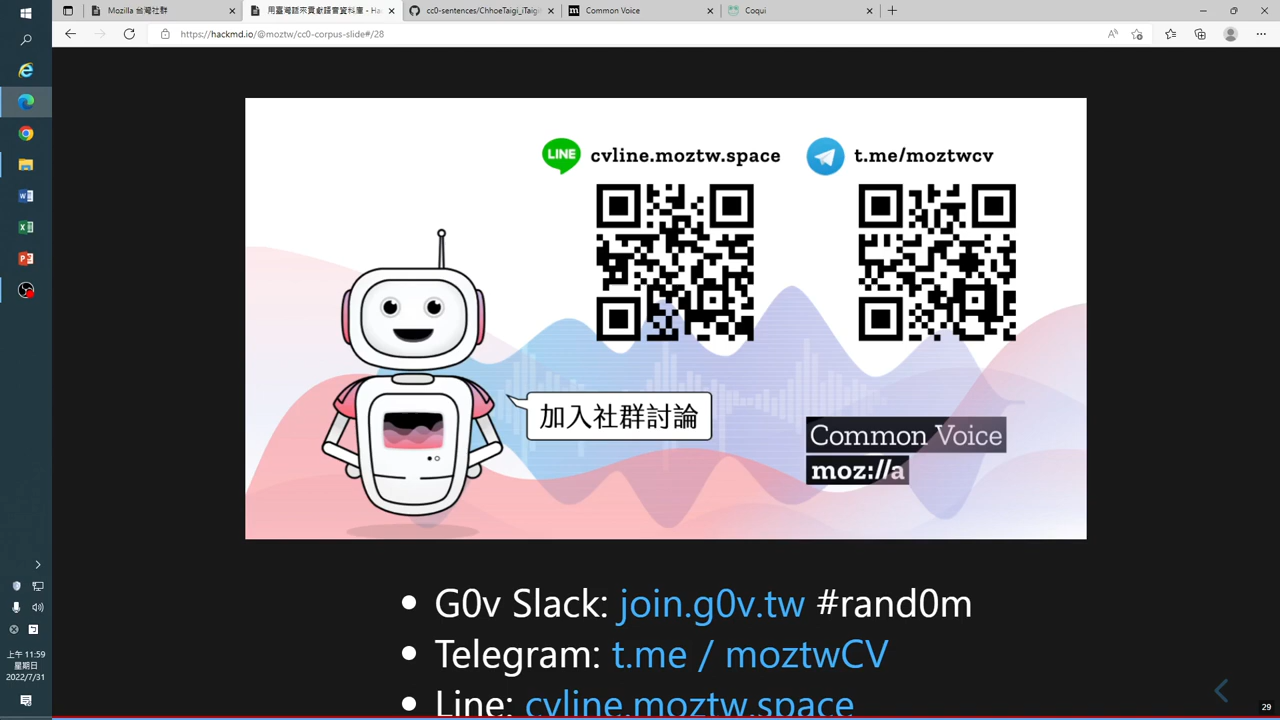 Mozilla 台灣社群
用臺灣話來貢獻語音資料庫 - Ha
cc0-sentences/ChhoeTaigi_iTaigi
Common Voice
Coqui
https://hackmd.io/@moztw/cc0-corpus-slide#/28
LINE
cvline.moztw.space
t.me/moztwcv
加入社群討論
Common Voice
moz://a
G0v Slack: join.g0v.tw #rand0m
Telegram: t.me / moztwCV
Line: cvline.moztw.space
上午 11:59
星期日
2022/7/31
29